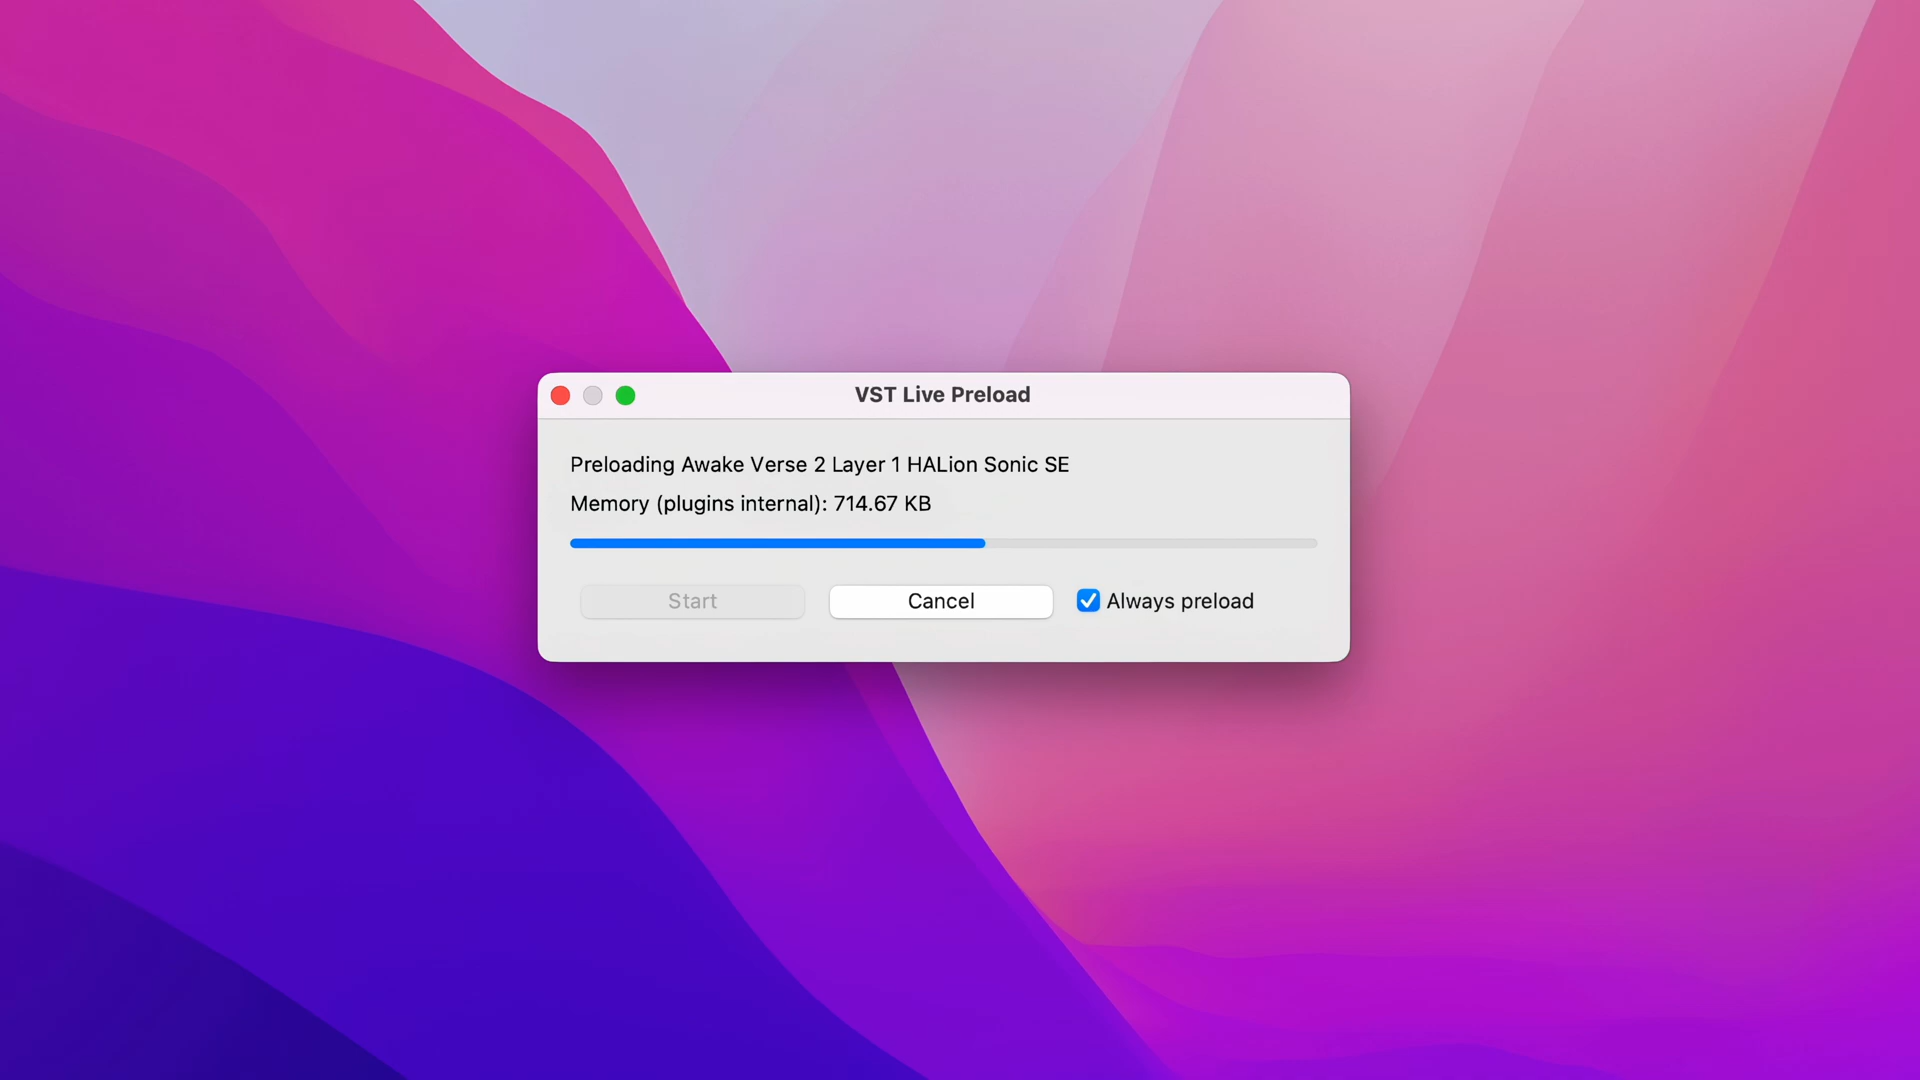 VST Live Preload
Preloading Awake Verse 2 Layer 1 HALion Sonic SE
Memory (plugins internal): 714.67 KB
Start
Cancel
Always preload